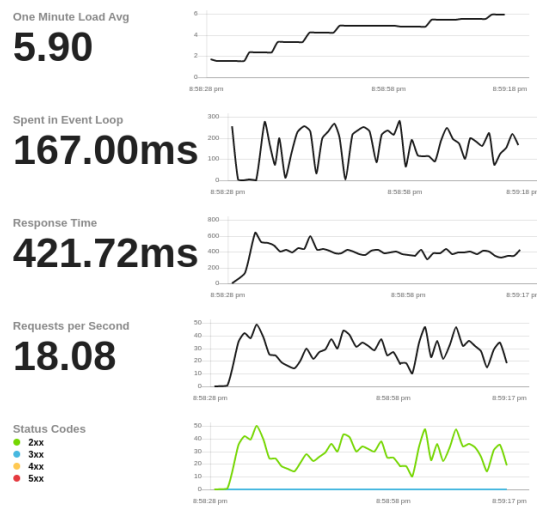 One Minute Load Avg
5.90
6
4
2
0
8:58:28 pm 8:58:58 pm 8:59:18 pm
Spent in Event Loop
167.00ms
300
200
100
0
8:58:28 pm 8:58:58 pm 8:59:18 pm
Response Time
421.72ms
800
600
400
200
0
8:58:28 pm 8:58:58 pm 8:59:17 pm
Requests per Second
18.08
50
40
30
20
10
0
8:58:28 pm 8:58:58 pm 8:59:17 pm
Status Codes
2xx
3xx
4xx
5xx
50
40
30
20
10
0
8:58:28 pm 8:58:58 pm 8:59:17 pm